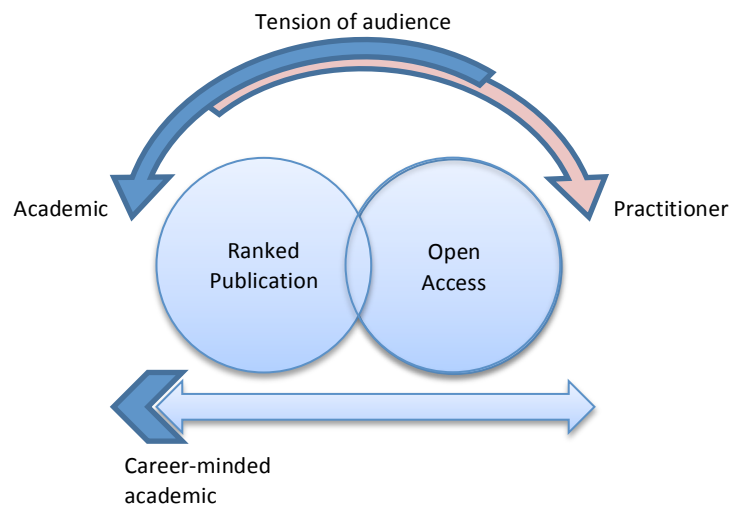 Tension of audience
Academic
Practitioner
Ranked
Publication
Open
Access
Career-minded
academic